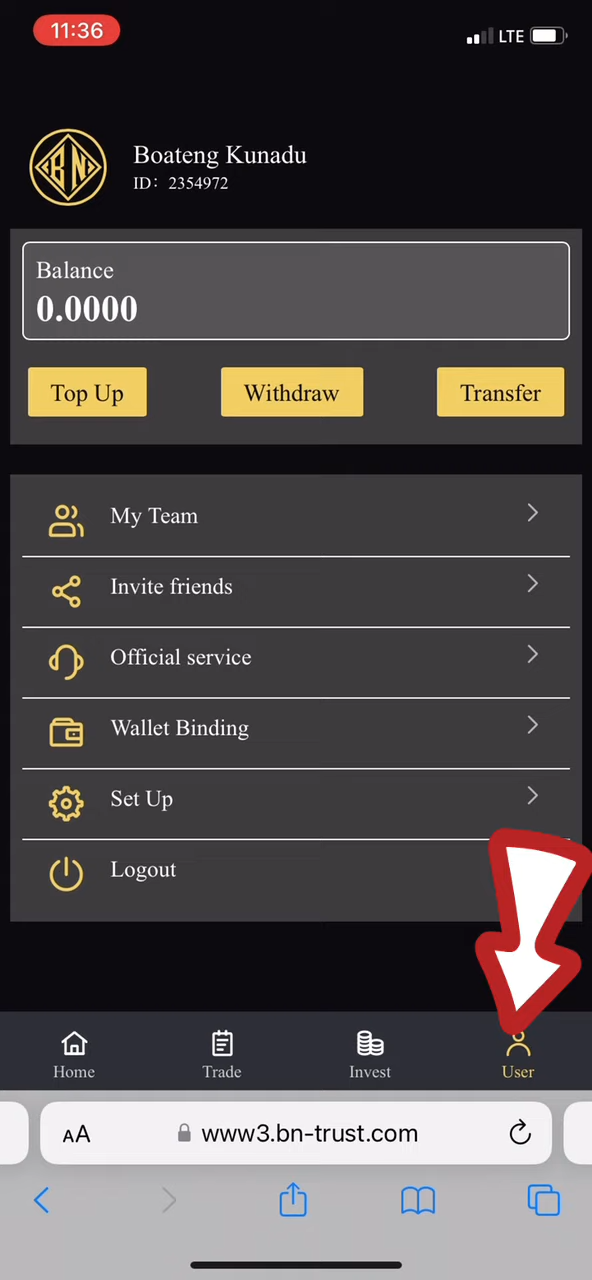 11:36
LTE
BN
Boateng Kunadu
ID: 2354972
Balance
0.0000
Top Up
Withdraw
Transfer
My Team
Invite friends
Official service
Wallet Binding
Set Up
Logout
Home
Trade
Invest
User
AA
www3.bn-trust.com